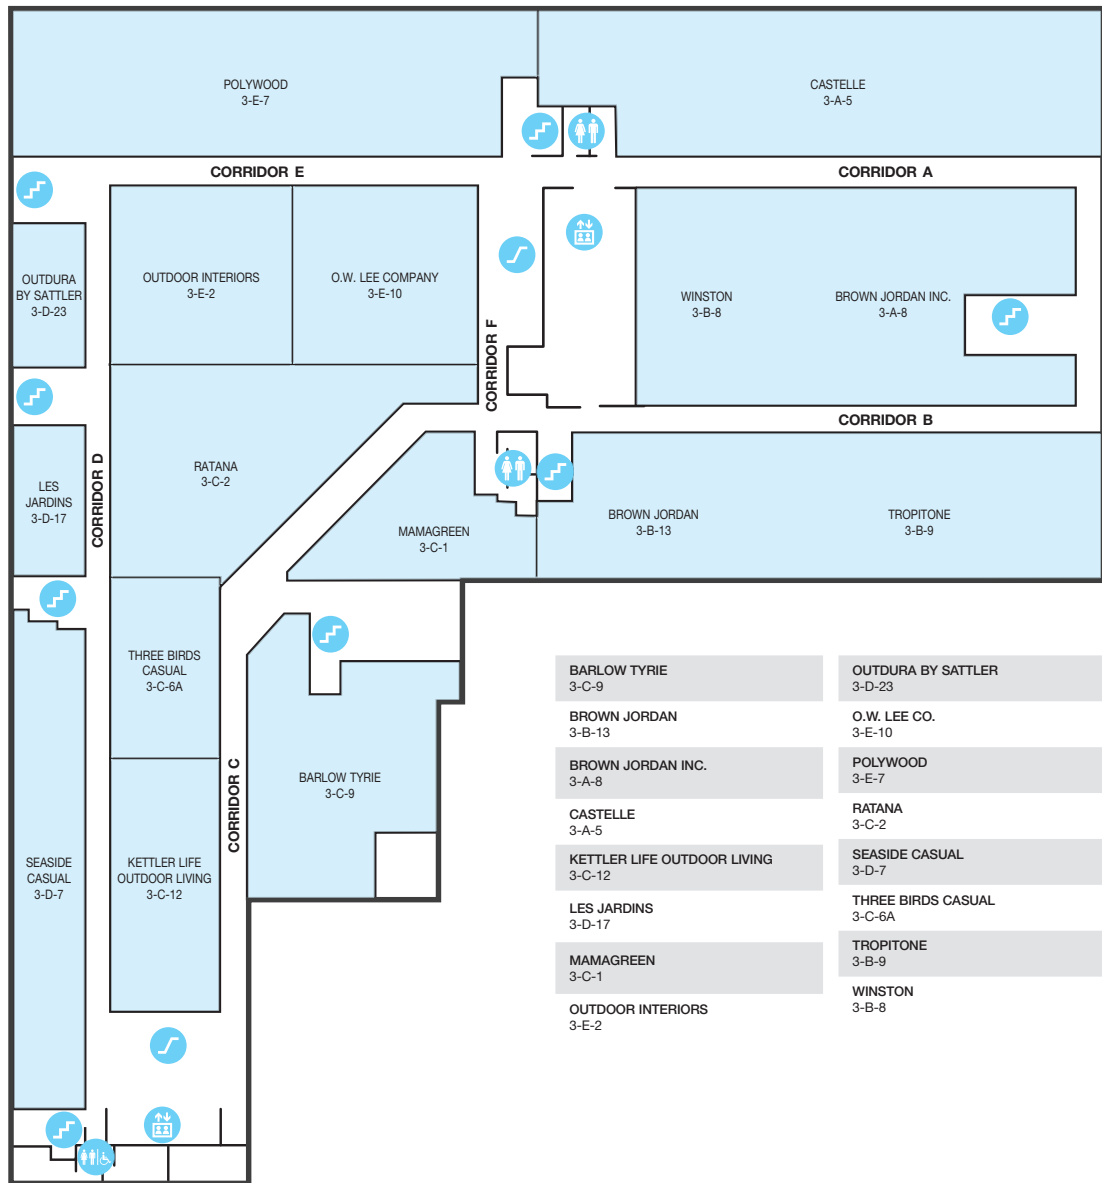 POLYWOOD
3-E-7
CASTELLE
3-A-5
CORRIDOR E
CORRIDOR A
OUTDURA
BY SATTLER
3-D-23
OUTDOOR INTERIORS
3-E-2
O.W. LEE COMPANY
3-E-10
CORRIDOR F
WINSTON
3-B-8
BROWN JORDAN INC.
3-A-8
CORRIDOR B
CORRIDOR D
LES
JARDINS
3-D-17
RATANA
3-C-2
MAMAGREEN
3-C-1
BROWN JORDAN
3-B-13
TROPITONE
3-B-9
THREE BIRDS
CASUAL
3-C-6A
CORRIDOR C
BARLOW TYRIE
3-C-9
SEASIDE
CASUAL
3-D-7
KETTLER LIFE
OUTDOOR LIVING
3-C-12
BARLOW TYRIE
3-C-9
BROWN JORDAN
3-B-13
BROWN JORDAN INC.
3-A-8
CASTELLE
3-A-5
KETTLER LIFE OUTDOOR LIVING
3-C-12
LES JARDINS
3-D-17
MAMAGREEN
3-C-1
OUTDOOR INTERIORS
3-E-2
OUTDURA BY SATTLER
3-D-23
O.W. LEE CO.
3-E-10
POLYWOOD
3-E-7
RATANA
3-C-2
SEASIDE CASUAL
3-D-7
THREE BIRDS CASUAL
3-C-6A
TROPITONE
3-B-9
WINSTON
3-B-8